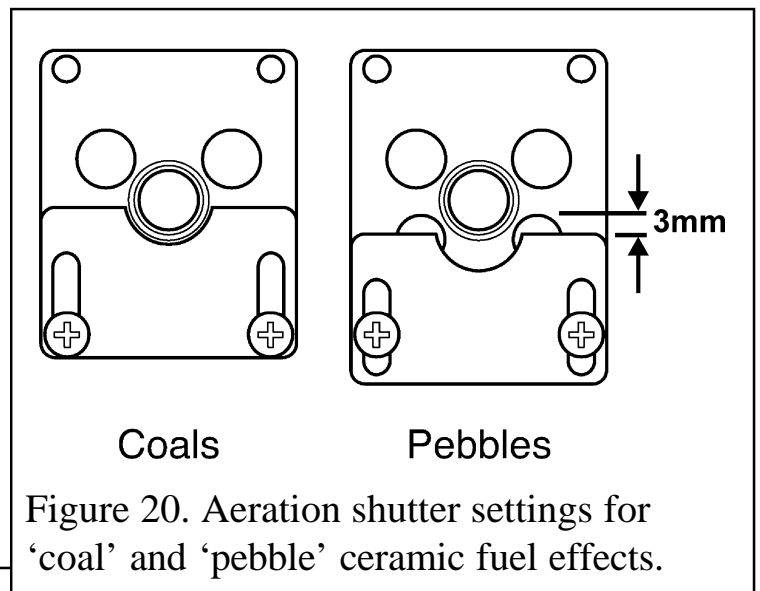 3mm
Coals Pebbles
Figure 20. Aeration shutter settings for
‘coal’ and ‘pebble’ ceramic fuel effects.